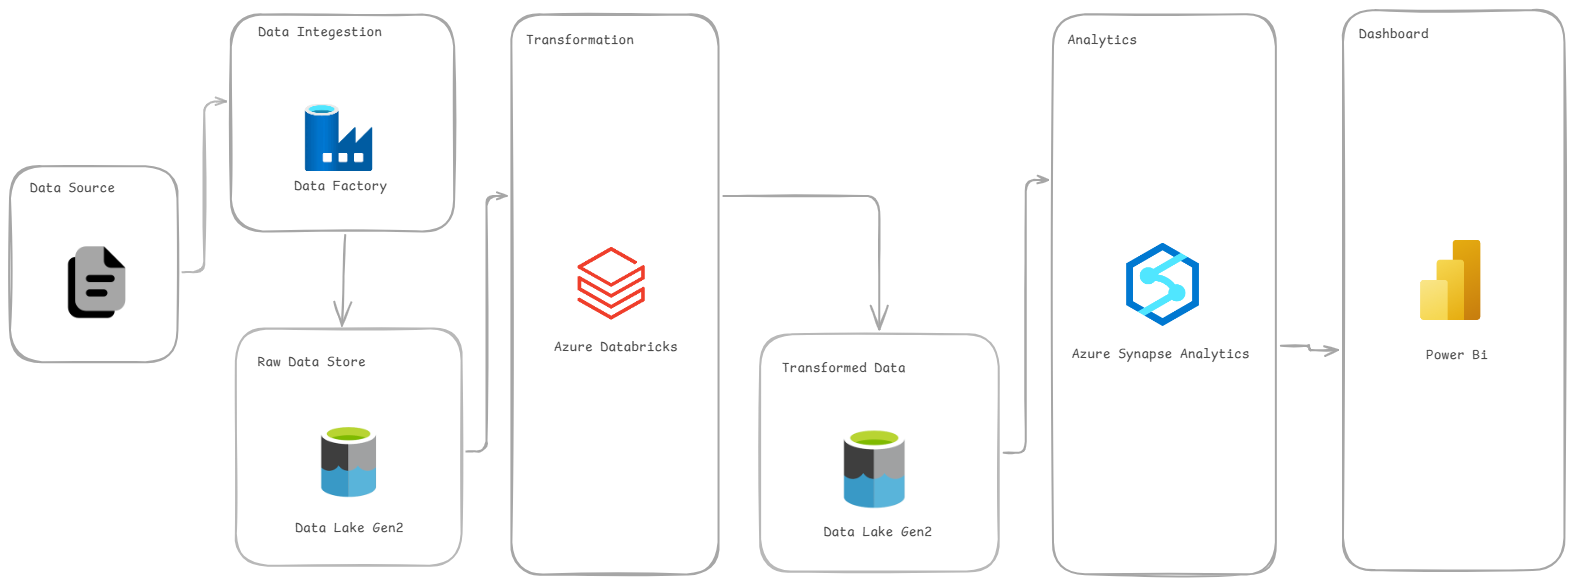 Data Source
Data Integestion
Data Factory
Raw Data Store
Data Lake Gen2
Transformation
Azure Databricks
Transformed Data
Data Lake Gen2
Analytics
Azure Synapse Analytics
Dashboard
Power Bi